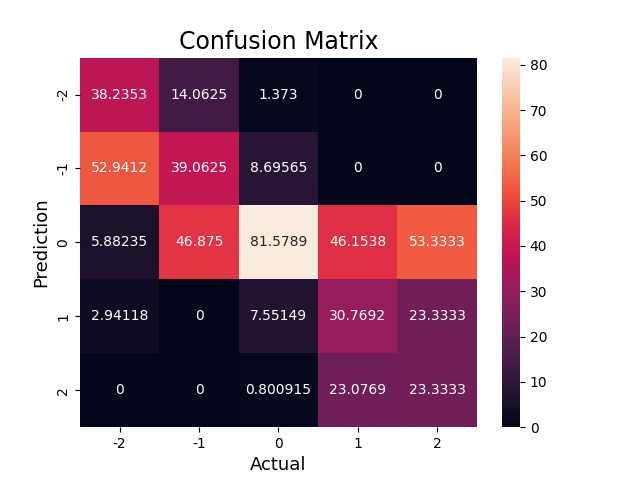 Confusion Matrix
-2 38.2353 14.0625 1.373 0 0
-1 52.9412 39.0625 8.69565 0 0
0 5.88235 46.875 81.5789 46.1538 53.3333
1 2.94118 0 7.55149 30.7692 23.3333
2 0 0 0.800915 23.0769 23.3333
-2 -1 0 1 2
Prediction
Actual
80
70
60
50
40
30
20
10
0